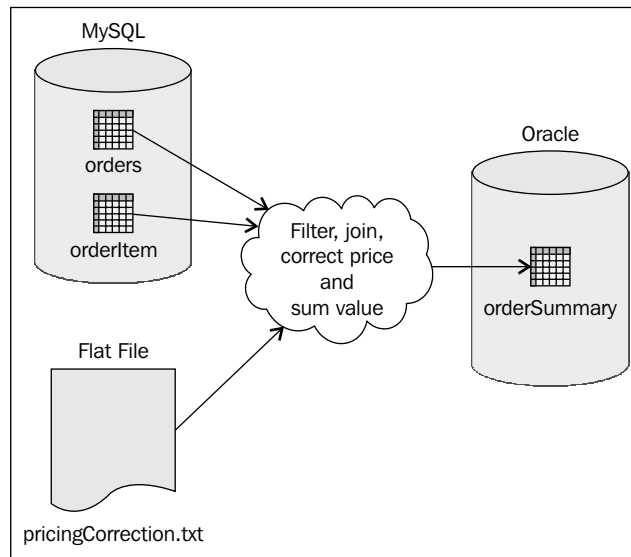 MySQL
orders
orderItem
Flat File
pricingCorrection.txt
Filter, join,
correct price
and
sum value
Oracle
orderSummary